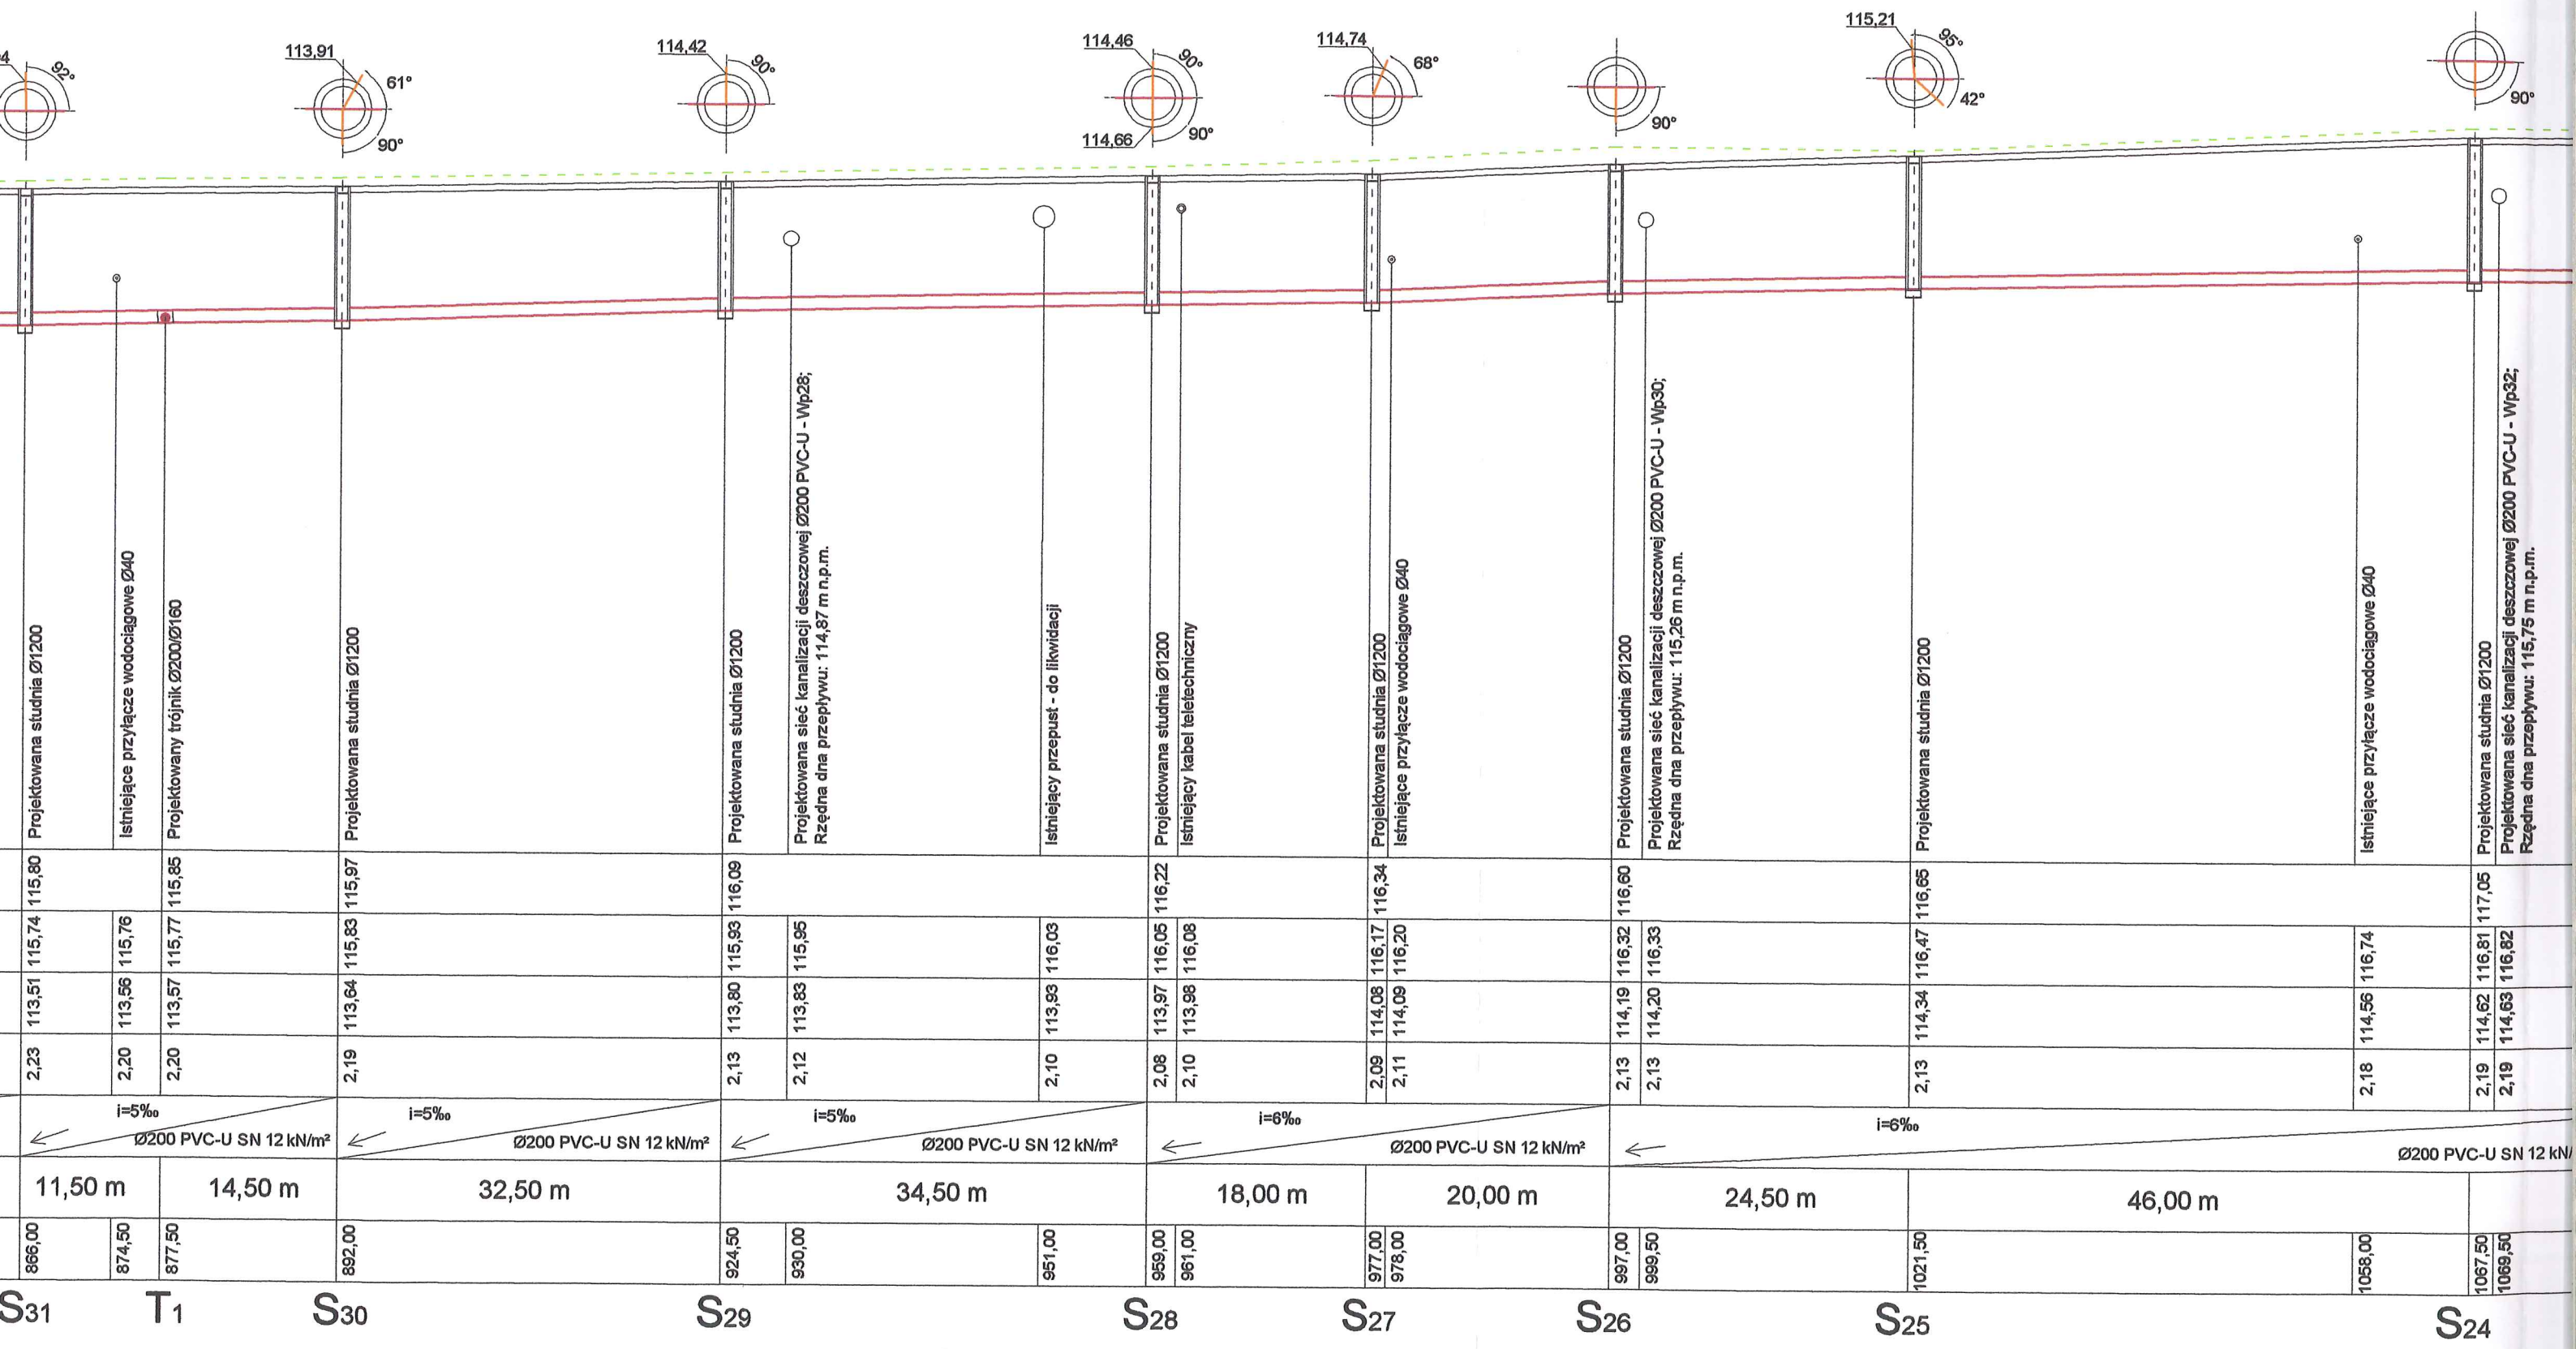 4
92°
113,91
61°
90°
114,42
90°
114,46
90°
114,66
90°
114,74
68°
90°
115,21
95°
42°
90°
Projektowana studnia Ø1200
Istniejące przyłącze wodociągowe Ø40
Projektowany trójnik Ø200/Ø160
Projektowana studnia Ø1200
Projektowana studnia Ø1200
Projektowana sieć kanalizacji deszczowej Ø200 PVC-U - Wp28;
Rzędna dna przepływu: 114,87 m n.p.m.
Istniejący przepust - do likwidacji
Projektowana studnia Ø1200
Istniejący kabel teletechniczny
Projektowana studnia Ø1200
Istniejące przyłącze wodociągowe Ø40
Projektowana studnia Ø1200
Projektowana sieć kanalizacji deszczowej Ø200 PVC-U - Wp30;
Rzędna dna przepływu: 115,26 m n.p.m.
Projektowana studnia Ø1200
Istniejące przyłącze wodociągowe Ø40
Projektowana studnia Ø1200
Projektowana sieć kanalizacji deszczowej Ø200 PVC-U - Wp32;
Rzędna dna przepływu: 115,75 m n.p.m.
115,80 115,85 115,97 116,09 116,22 116,34 116,60 116,65 117,05
115,74 115,76 115,77 115,83 115,93 115,95 116,03 116,05 116,08 116,17 116,20 116,32 116,33 116,47 116,74 116,81 116,82
113,51 113,56 113,57 113,64 113,80 113,83 113,93 113,97 113,98 114,08 114,09 114,19 114,20 114,34 114,56 114,62 114,63
2,23 2,20 2,20 2,19 2,13 2,12 2,10 2,08 2,10 2,09 2,11 2,13 2,13 2,13 2,18 2,19 2,19
i=5‰ i=5‰ i=5‰ i=6‰ i=6‰
Ø200 PVC-U SN 12 kN/m² Ø200 PVC-U SN 12 kN/m² Ø200 PVC-U SN 12 kN/m² Ø200 PVC-U SN 12 kN/m² Ø200 PVC-U SN 12 kN/
11,50 m 14,50 m 32,50 m 34,50 m 18,00 m 20,00 m 24,50 m 46,00 m
866,00 874,50 877,50 892,00 924,50 930,00 951,00 959,00 961,00 977,00 978,00 997,00 999,50 1021,50 1058,00 1067,50 1069,50
S31 T1 S30 S29 S28 S27 S26 S25 S24